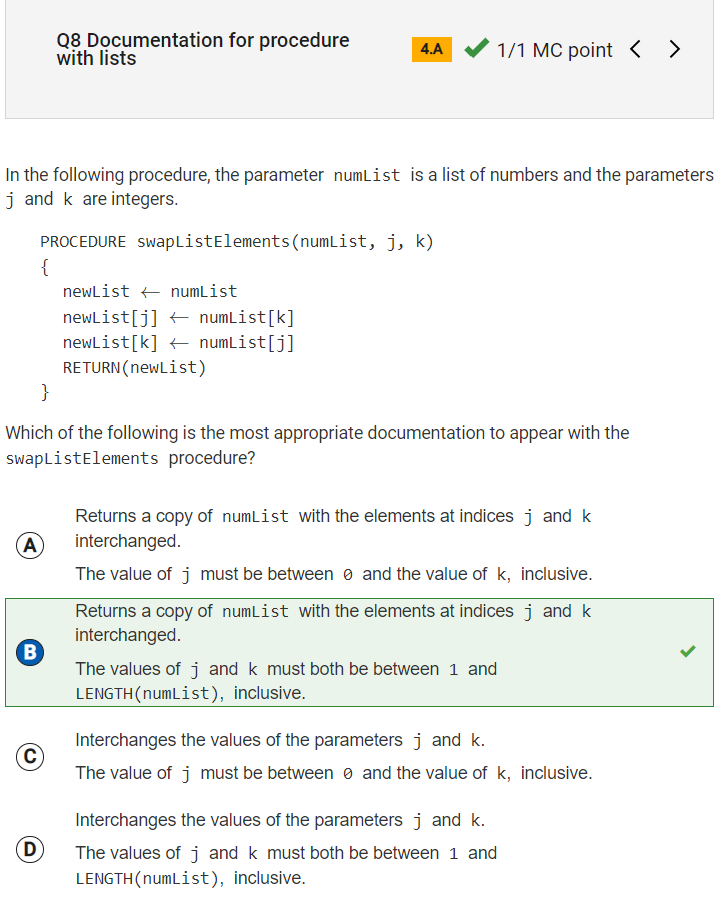 Q8 Documentation for procedure
with lists
4.A
1/1 MC point
In the following procedure, the parameter numList is a list of numbers and the parameters
j and k are integers.
PROCEDURE swapListElements(numList, j, k)
{
newList ← numList
newList[j] ← numList[k]
newList[k] ← numList[j]
RETURN(newList)
}
Which of the following is the most appropriate documentation to appear with the
swapListElements procedure?
A
Returns a copy of numList with the elements at indices j and k
interchanged.
The value of j must be between 0 and the value of k, inclusive.
B
Returns a copy of numList with the elements at indices j and k
interchanged.
The values of j and k must both be between 1 and
LENGTH(numList), inclusive.
C
Interchanges the values of the parameters j and k.
The value of j must be between 0 and the value of k, inclusive.
D
Interchanges the values of the parameters j and k.
The values of j and k must both be between 1 and
LENGTH(numList), inclusive.